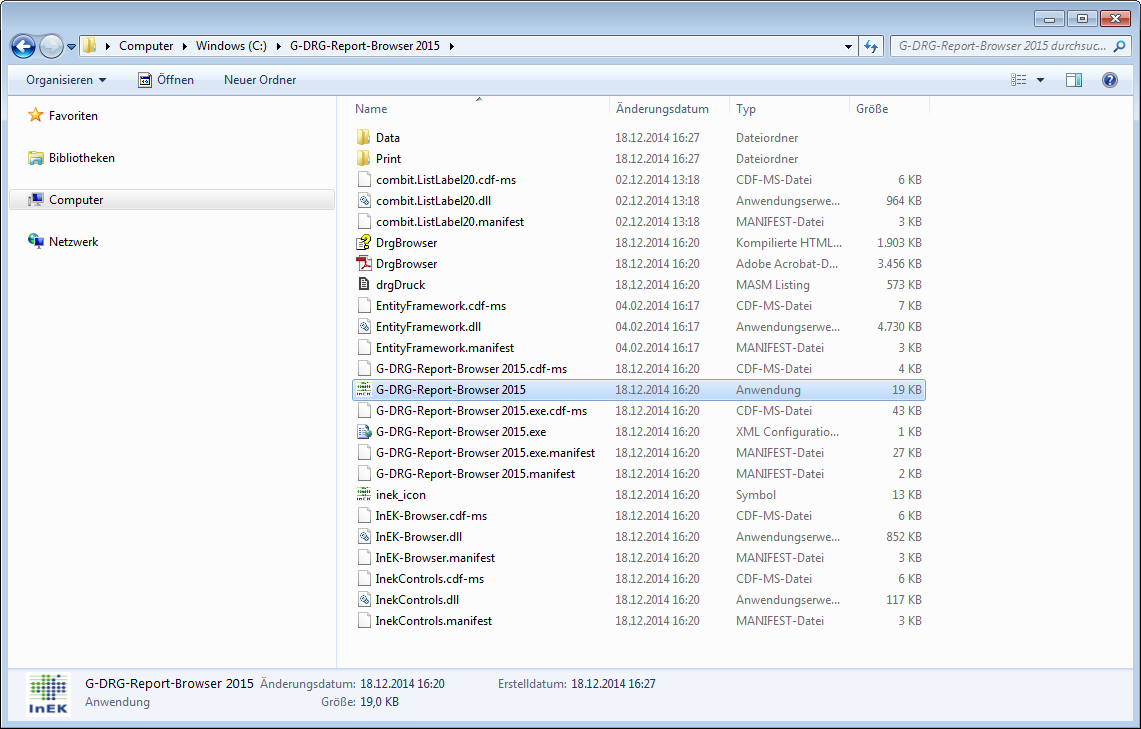 Computer Windows (C:) G-DRG-Report-Browser 2015 G-DRG-Report-Browser 2015 durchsuc...
Organisieren Öffnen Neuer Ordner
Favoriten
Bibliotheken
Computer
Netzwerk
Name Änderungsdatum Typ Größe
Data 18.12.2014 16:27 Dateiordner
Print 18.12.2014 16:27 Dateiordner
combit.ListLabel20.cdf-ms 02.12.2014 13:18 CDF-MS-Datei 6 KB
combit.ListLabel20.dll 02.12.2014 13:18 Anwendungserwe... 964 KB
combit.ListLabel20.manifest 02.12.2014 13:18 MANIFEST-Datei 3 KB
DrgBrowser 18.12.2014 16:20 Kompilierte HTML... 1.903 KB
DrgBrowser 18.12.2014 16:20 Adobe Acrobat-D... 3.456 KB
drgDruck 18.12.2014 16:20 MASM Listing 573 KB
EntityFramework.cdf-ms 04.02.2014 16:17 CDF-MS-Datei 7 KB
EntityFramework.dll 04.02.2014 16:17 Anwendungserwe... 4.730 KB
EntityFramework.manifest 04.02.2014 16:17 MANIFEST-Datei 3 KB
G-DRG-Report-Browser 2015.cdf-ms 18.12.2014 16:20 CDF-MS-Datei 4 KB
G-DRG-Report-Browser 2015 18.12.2014 16:20 Anwendung 19 KB
G-DRG-Report-Browser 2015.exe.cdf-ms 18.12.2014 16:20 CDF-MS-Datei 43 KB
G-DRG-Report-Browser 2015.exe 18.12.2014 16:20 XML Configuratio... 1 KB
G-DRG-Report-Browser 2015.exe.manifest 18.12.2014 16:20 MANIFEST-Datei 27 KB
G-DRG-Report-Browser 2015.manifest 18.12.2014 16:20 MANIFEST-Datei 2 KB
inek_icon 18.12.2014 16:20 Symbol 13 KB
InEK-Browser.cdf-ms 18.12.2014 16:20 CDF-MS-Datei 6 KB
InEK-Browser.dll 18.12.2014 16:20 Anwendungserwe... 852 KB
InEK-Browser.manifest 18.12.2014 16:20 MANIFEST-Datei 3 KB
InekControls.cdf-ms 18.12.2014 16:20 CDF-MS-Datei 6 KB
InekControls.dll 18.12.2014 16:20 Anwendungserwe... 117 KB
InekControls.manifest 18.12.2014 16:20 MANIFEST-Datei 3 KB
G-DRG-Report-Browser 2015 Änderungsdatum: 18.12.2014 16:20 Erstelldatum: 18.12.2014 16:27
Anwendung Größe: 19,0 KB
InEK